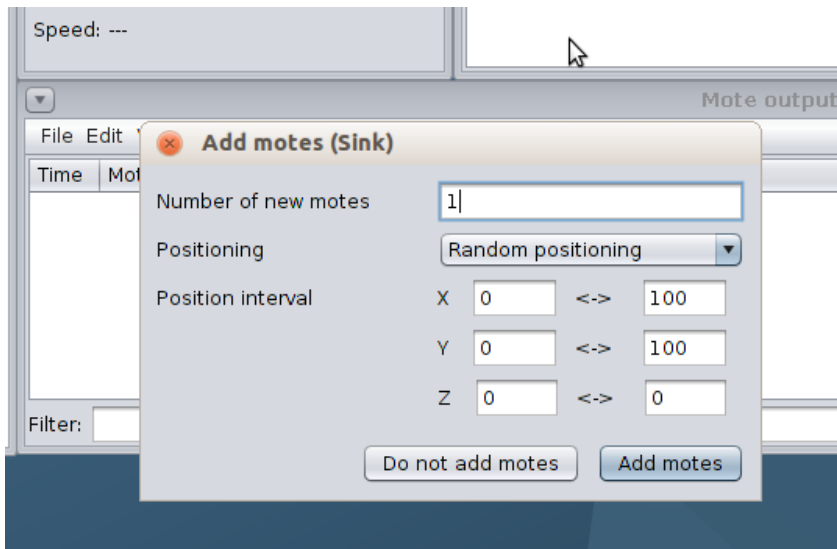 Speed: ---
Mote output
File Edit
Time Mot
Add motes (Sink)
Number of new motes 1
Positioning Random positioning
Position interval X 0 <-> 100
Y 0 <-> 100
Z 0 <-> 0
Filter:
Do not add motes Add motes